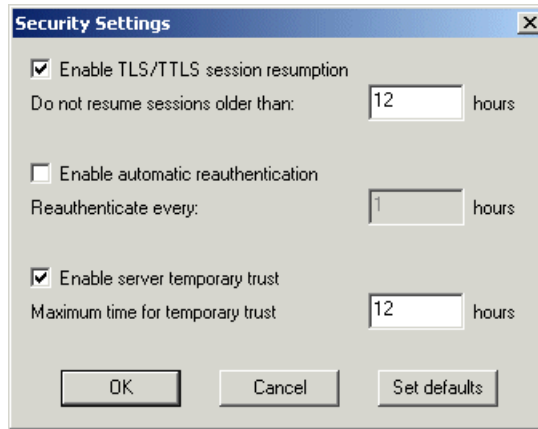 Security Settings
Enable TLS/TTLS session resumption
Do not resume sessions older than: 12 hours
Enable automatic reauthentication
Reauthenticate every: 1 hours
Enable server temporary trust
Maximum time for temporary trust 12 hours
OK Cancel Set defaults